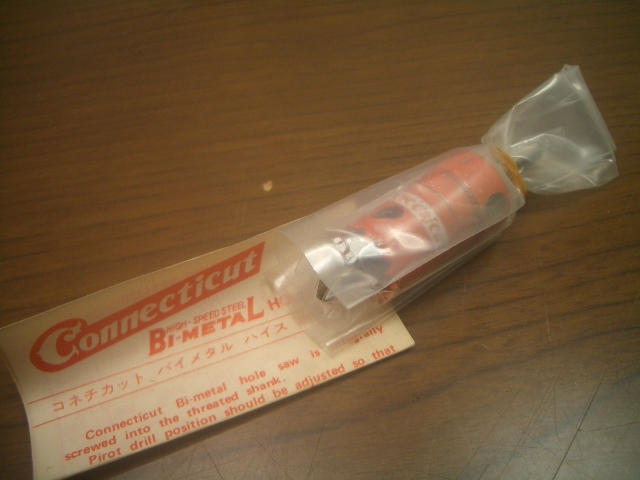 Connecticut
HIGH-SPEED STEEL
BI-METAL HO
コネチカット、バイメタル ハイス
Connecticut Bi-metal hole saw is
screwed into the threated shank.
Pirot drill position should be adjusted so that